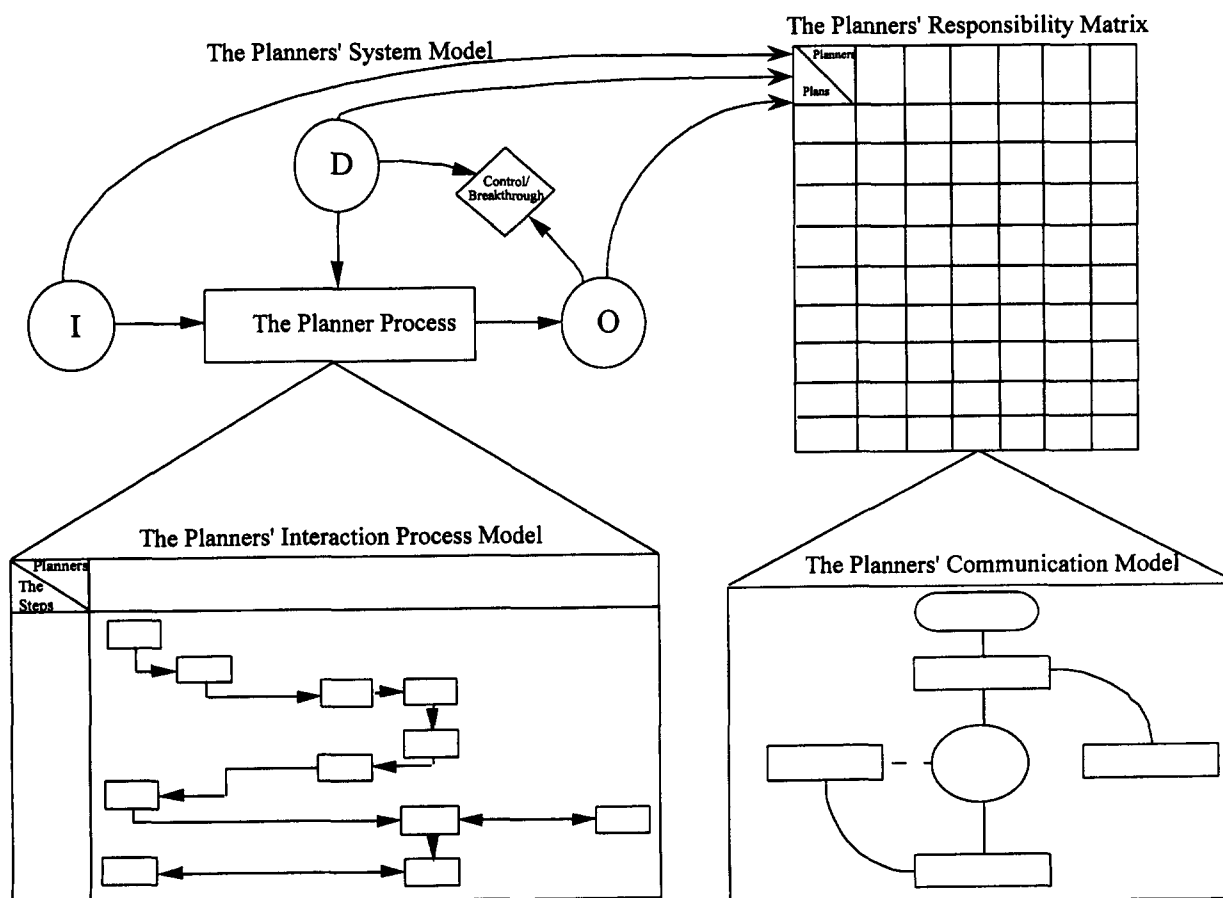 The Planners' Responsibility Matrix
The Planners' System Model
Planners
Plans
D
Control/
Breakthrough
I
The Planner Process
O
The Planners' Interaction Process Model
Planners
The
Steps
The Planners' Communication Model